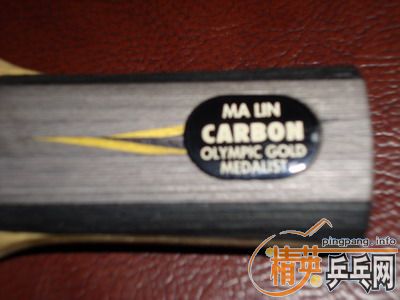 MA LIN
CARBON
OLYMPIC GOLD
MEDALIST
pingpang.info
精英乒乓网